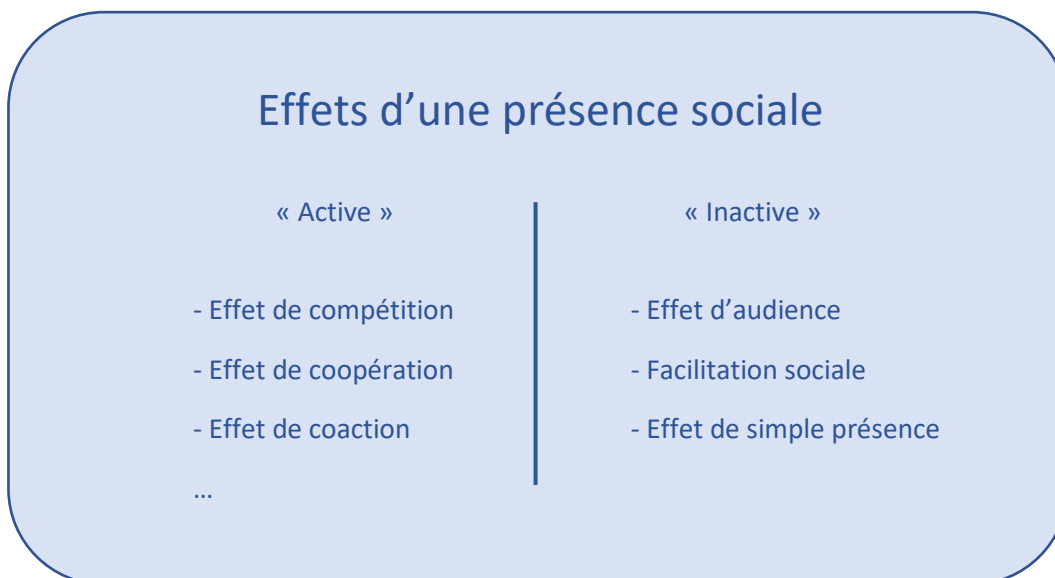 Effets d’une présence sociale
« Active »
« Inactive »
- Effet de compétition
- Effet de coopération
- Effet de coaction
...
- Effet d’audience
- Facilitation sociale
- Effet de simple présence